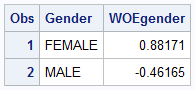 Obs Gender WOEgender
1 FEMALE 0.88171
2 MALE -0.46165